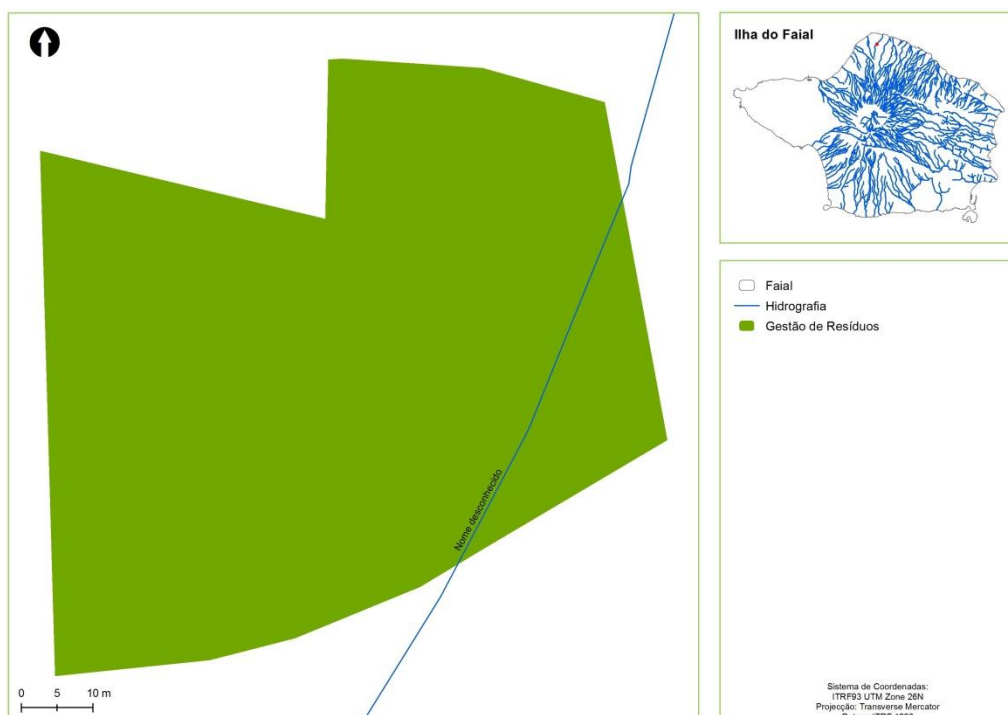 Ilha do Faial
Faial
Hidrografia
Gestão de Resíduos
Nome desconhecido
0 5 10 m
Sistema de Coordenadas:
ITRF93 UTM Zone 26N
Projecção: Transverse Mercator